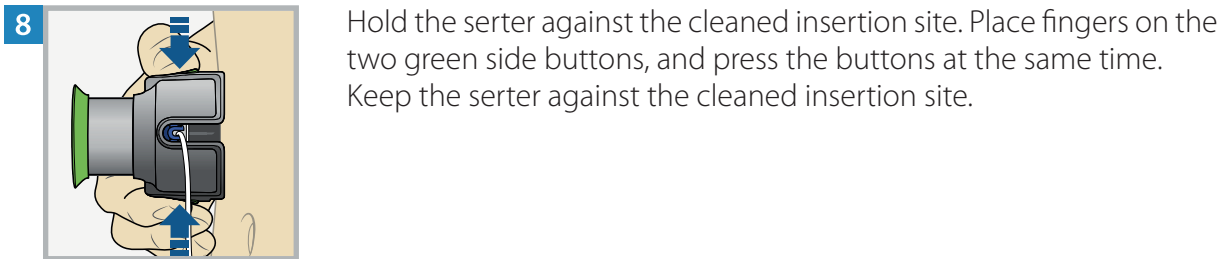 8
Hold the serter against the cleaned insertion site. Place fingers on the
two green side buttons, and press the buttons at the same time.
Keep the serter against the cleaned insertion site.